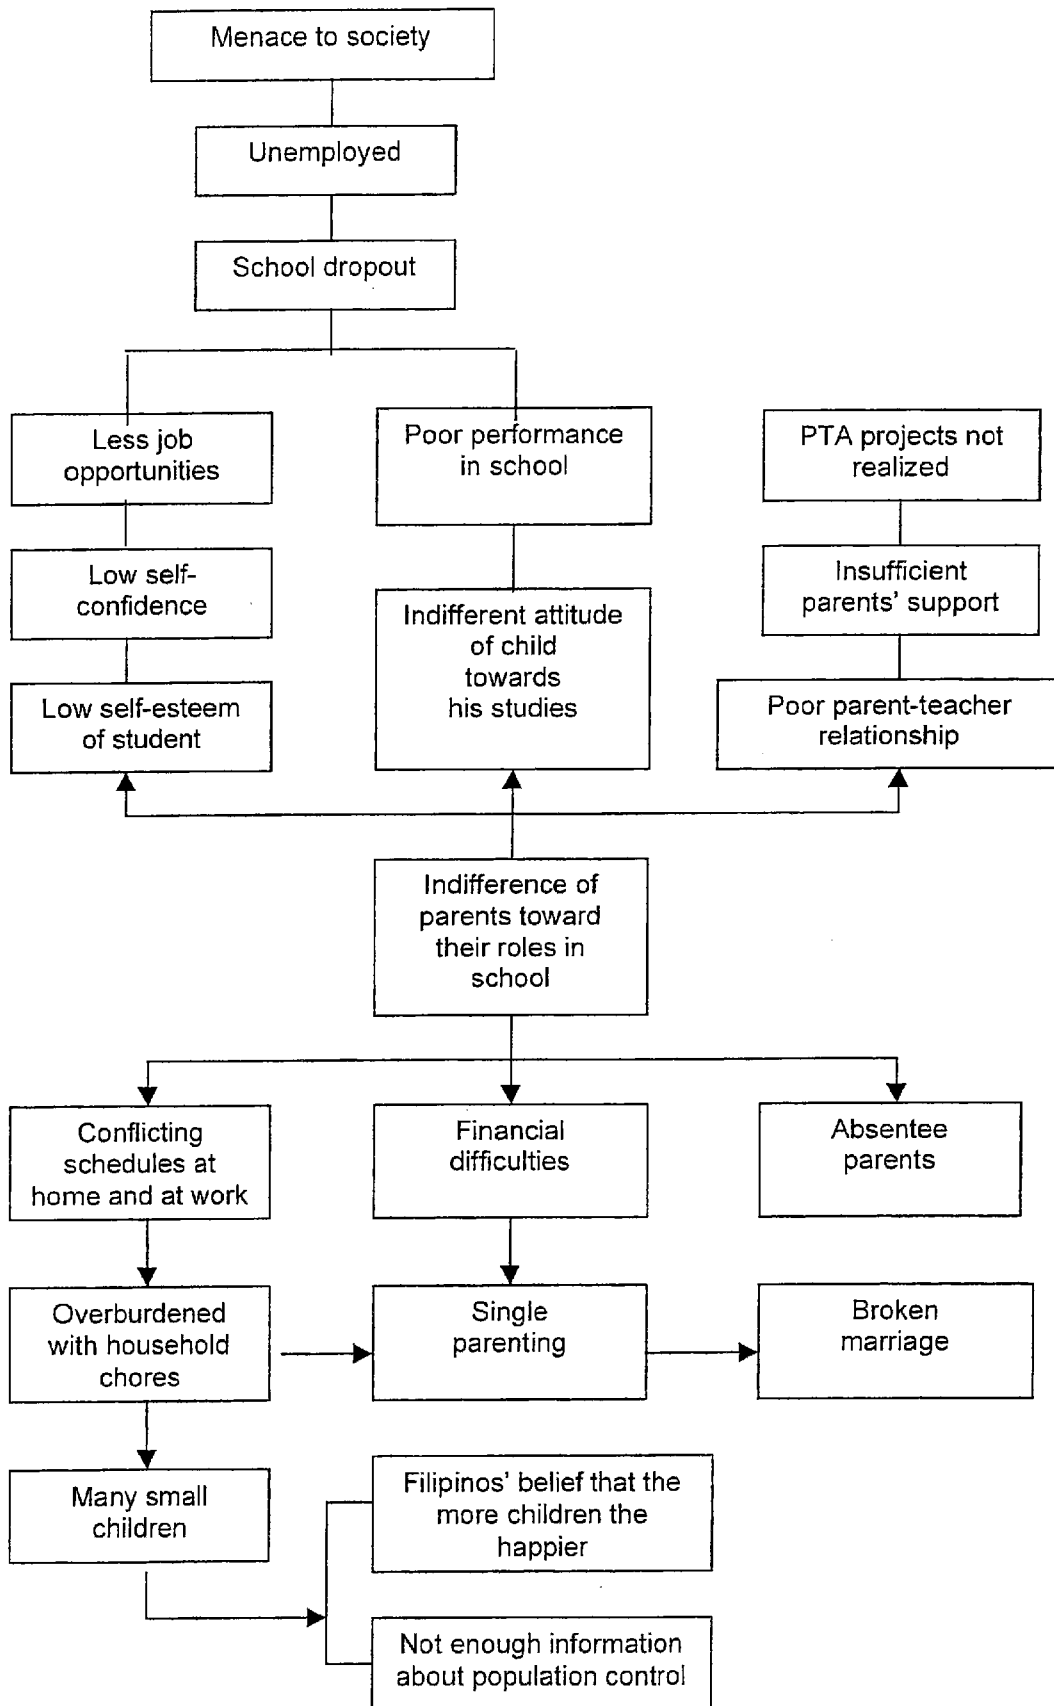 Menace to society
Unemployed
School dropout
Less job
opportunities
Poor performance
in school
PTA projects not
realized
Low self-
confidence
Insufficient
parents' support
Indifferent attitude
of child
towards
his studies
Low self-esteem
of student
Poor parent-teacher
relationship
Indifference of
parents toward
their roles in
school
Conflicting
schedules at
home and at work
Financial
difficulties
Absentee
parents
Overburdened
with household
chores
Single
parenting
Broken
marriage
Many small
children
Filipinos' belief that the
more children the
happier
Not enough information
about population control